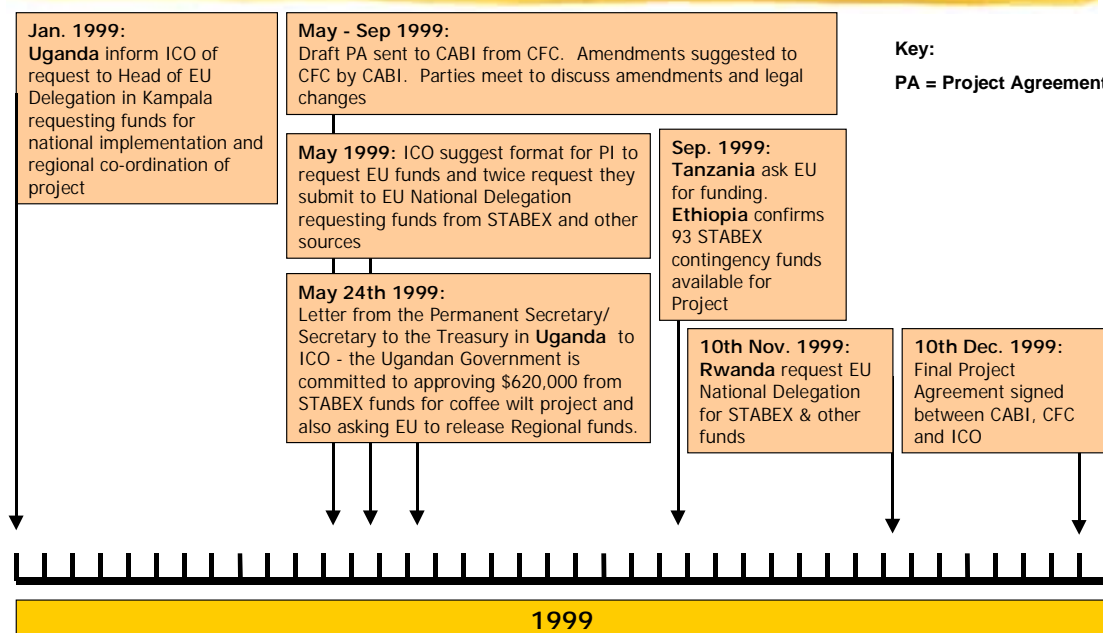 Jan. 1999:
Uganda inform ICO of
request to Head of EU
Delegation in Kampala
requesting funds for
national implementation and
regional co-ordination of
project
May - Sep 1999:
Draft PA sent to CABI from CFC. Amendments suggested to
CFC by CABI. Parties meet to discuss amendments and legal
changes
Key:
PA = Project Agreement
May 1999: ICO suggest format for PI to
request EU funds and twice request they
submit to EU National Delegation
requesting funds from STABEX and other
sources
May 24th 1999:
Letter from the Permanent Secretary/
Secretary to the Treasury in Uganda to
ICO - the Ugandan Government is
committed to approving $620,000 from
STABEX funds for coffee wilt project and
also asking EU to release Regional funds.
Sep. 1999:
Tanzania ask EU
for funding.
Ethiopia confirms
93 STABEX
contingency funds
available for
Project
10th Nov. 1999:
Rwanda request EU
National Delegation
for STABEX & other
funds
10th Dec. 1999:
Final Project
Agreement signed
between CABI, CFC
and ICO
1999